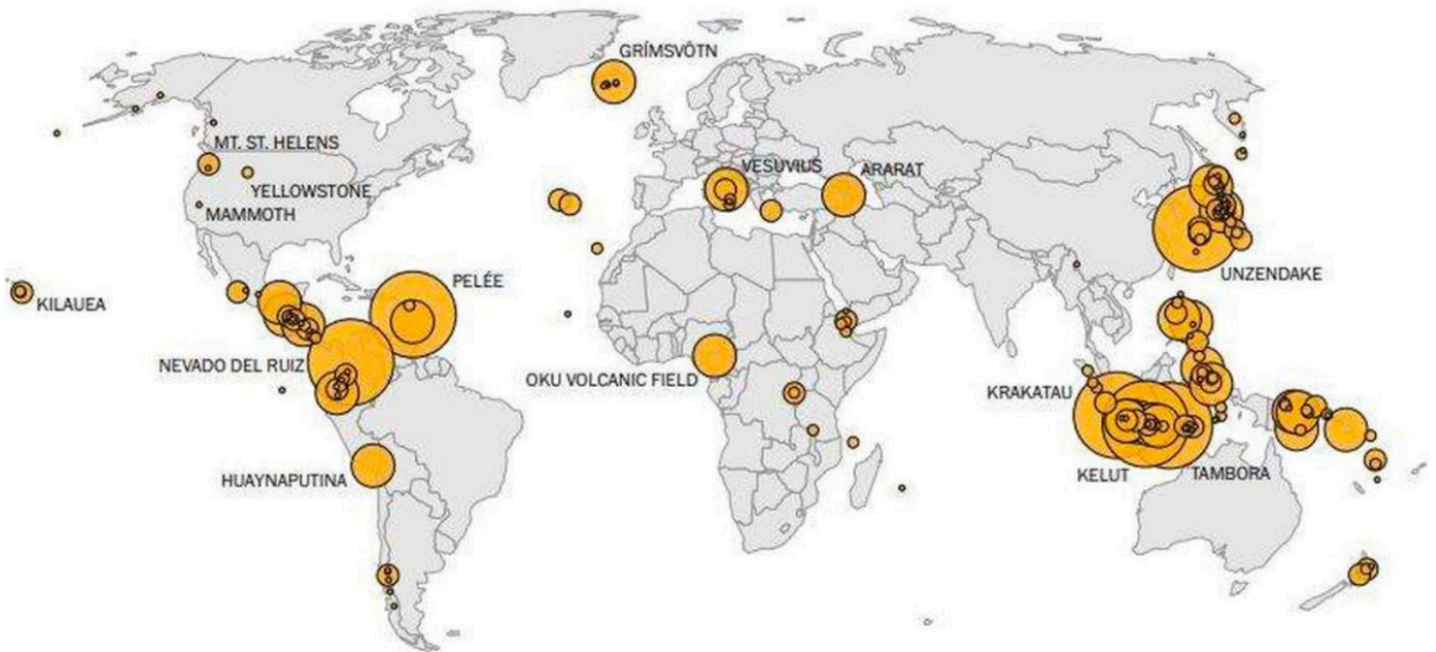 GRÍMSVÖTN
MT. ST. HELENS
VESUVIUS
ARARAT
YELLOWSTONE
MAMMOTH
UNZENDAKE
PELÉE
KILAUEA
NEVADO DEL RUIZ
OKU VOLCANIC FIELD
KRAKATAU
HUAYNAPUTINA
KELUT
TAMBORA